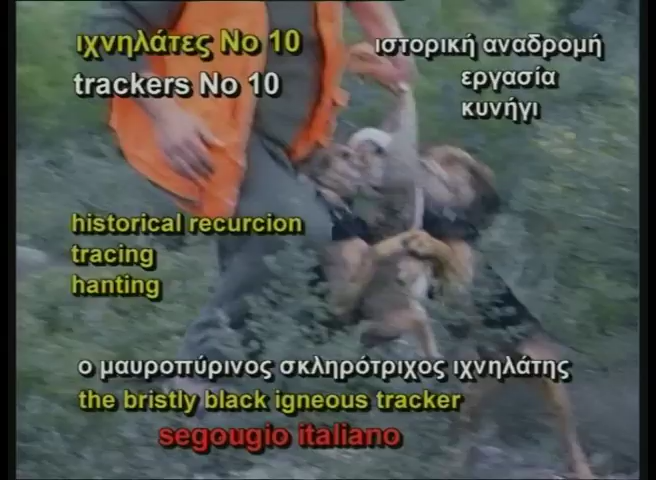 ιχνηλάτες Νο 10
trackers No 10
ιστορική αναδρομή
εργασία
κυνήγι
historical recurcion
tracing
hanting
ο μαυροπύρινος σκληρότριχος ιχνηλάτης
the bristly black igneous tracker
segougio italiano